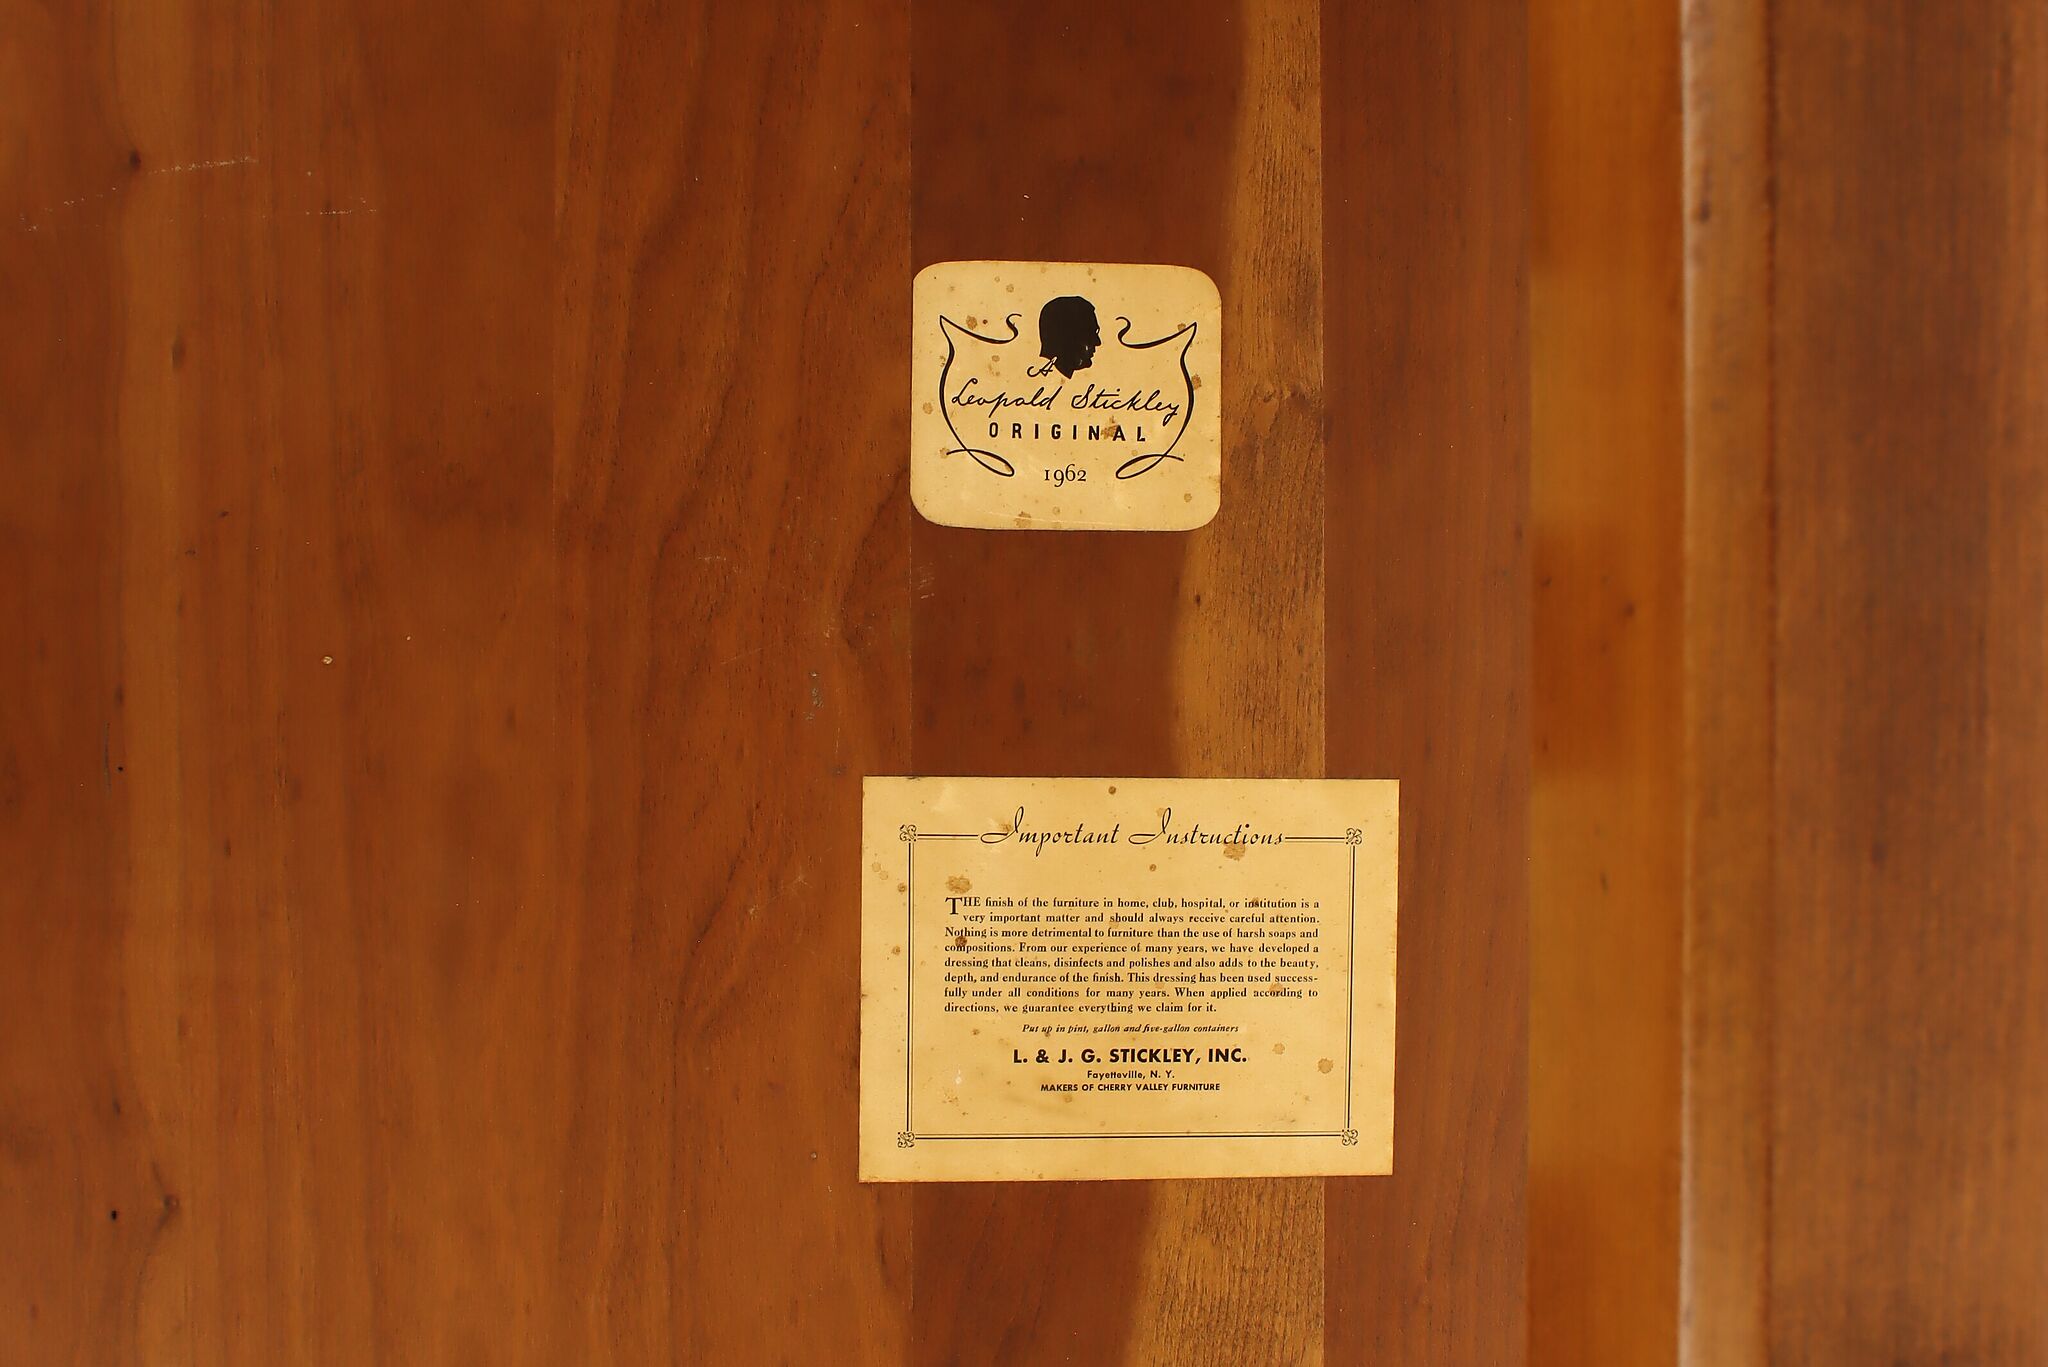 A
Leopold Stickley
ORIGINAL
1962
Important Instructions
THE finish of the furniture in home, club, hospital, or institution is a
very important matter and should always receive careful attention.
Nothing is more detrimental to furniture than the use of harsh soaps and
compositions. From our experience of many years, we have developed a
dressing that cleans, disinfects and polishes and also adds to the beauty,
depth, and endurance of the finish. This dressing has been used success-
fully under all conditions for many years. When applied according to
directions, we guarantee everything we claim for it.
Put up in pint, gallon and five-gallon containers
L. & J. G. STICKLEY, INC.
Fayetteville, N. Y.
MAKERS OF CHERRY VALLEY FURNITURE